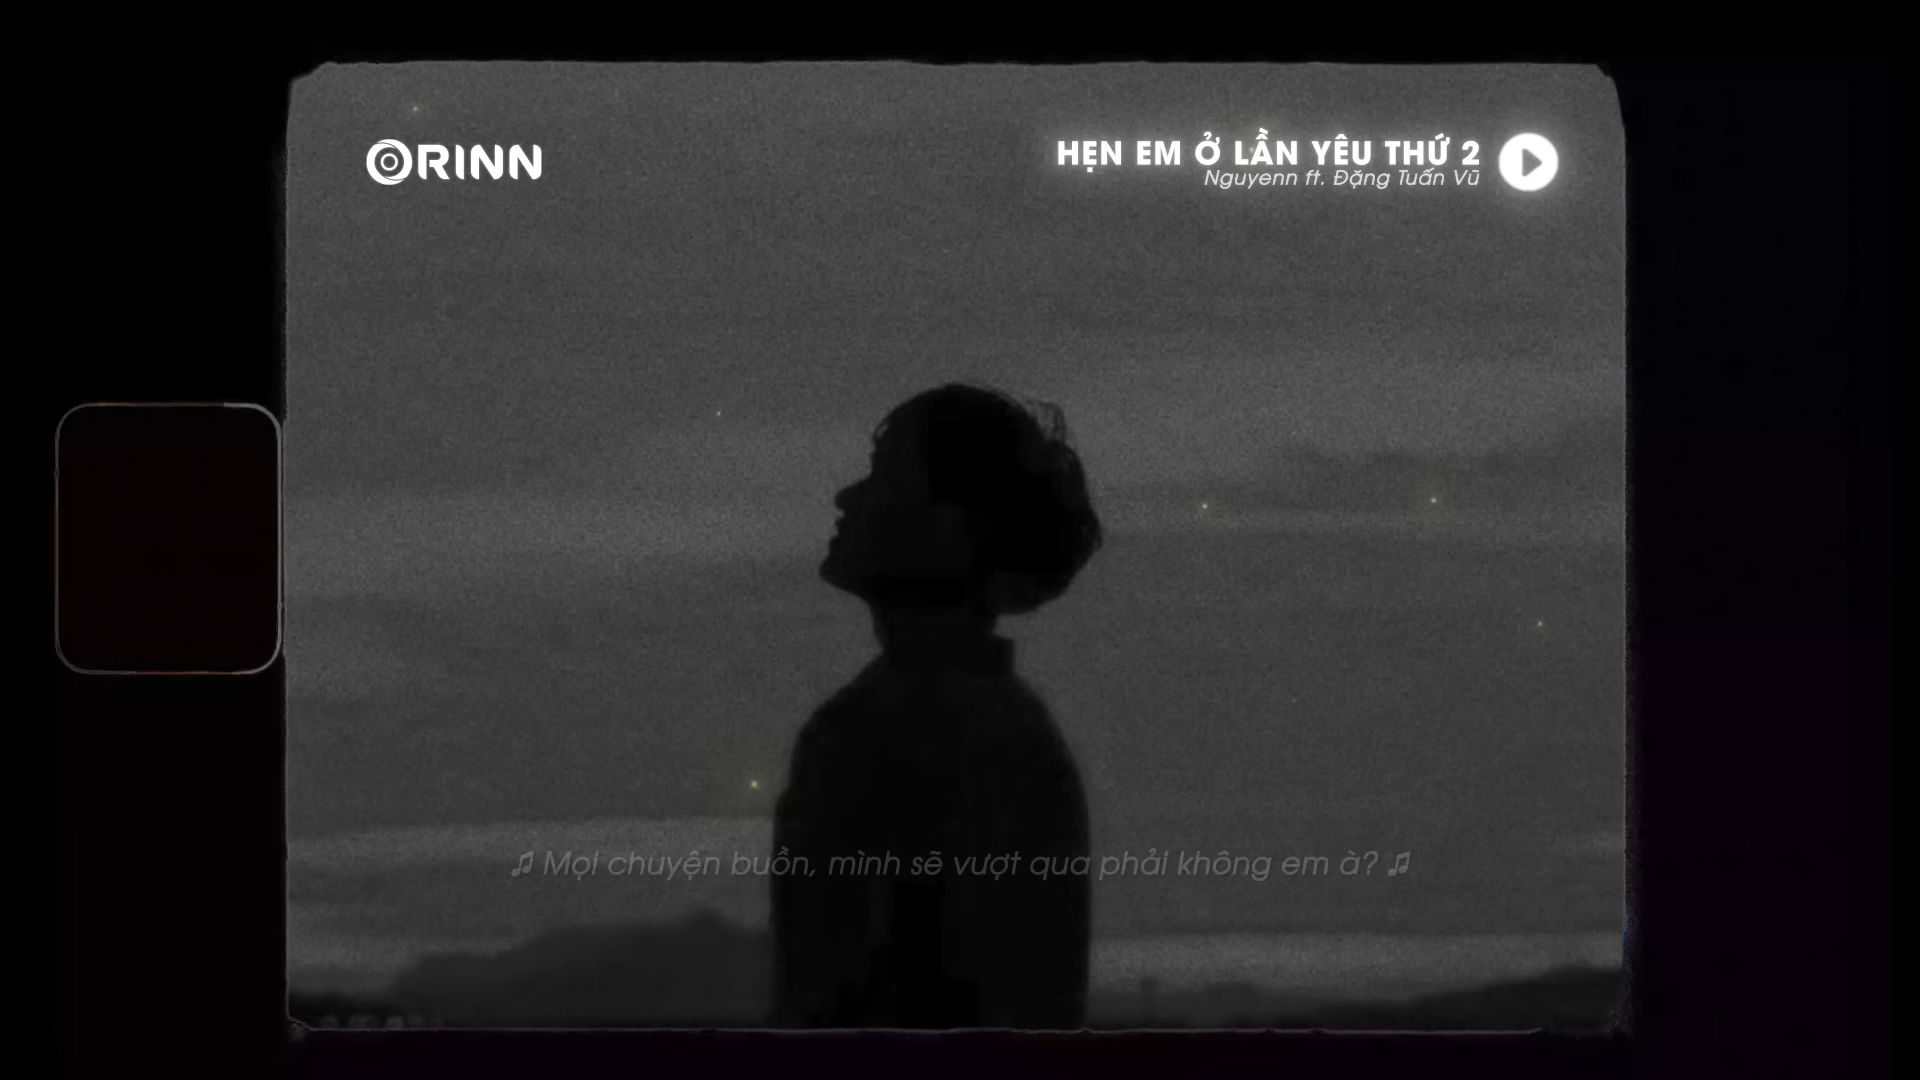 ORINN
HẸN EM Ở LẦN YÊU THỨ 2
Nguyenn ft. Đặng Tuấn Vũ
♫ Mọi chuyện buồn, mình sẽ vượt qua phải không em à? ♫